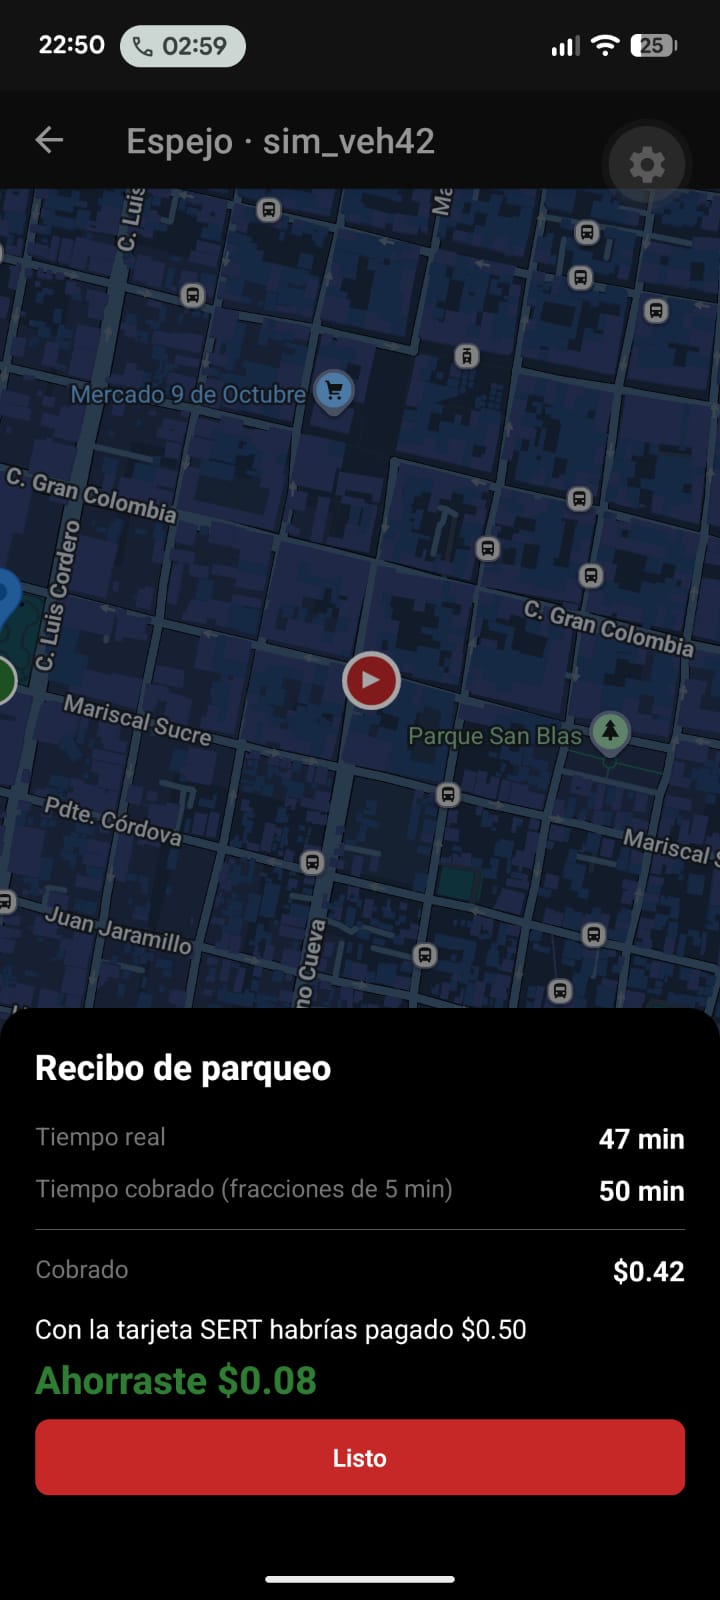 22:50
02:59
25
Espejo · sim_veh42
C. Luis
Ma
Mercado 9 de Octubre
C. Gran Colombia
C. Luis Cordero
C. Gran Colombia
Mariscal Sucre
Parque San Blas
Pdte. Córdova
Mariscal S
Juan Jaramillo
no Cueva
Recibo de parqueo
Tiempo real 47 min
Tiempo cobrado (fracciones de 5 min) 50 min
Cobrado $0.42
Con la tarjeta SERT habrías pagado $0.50
Ahorraste $0.08
Listo